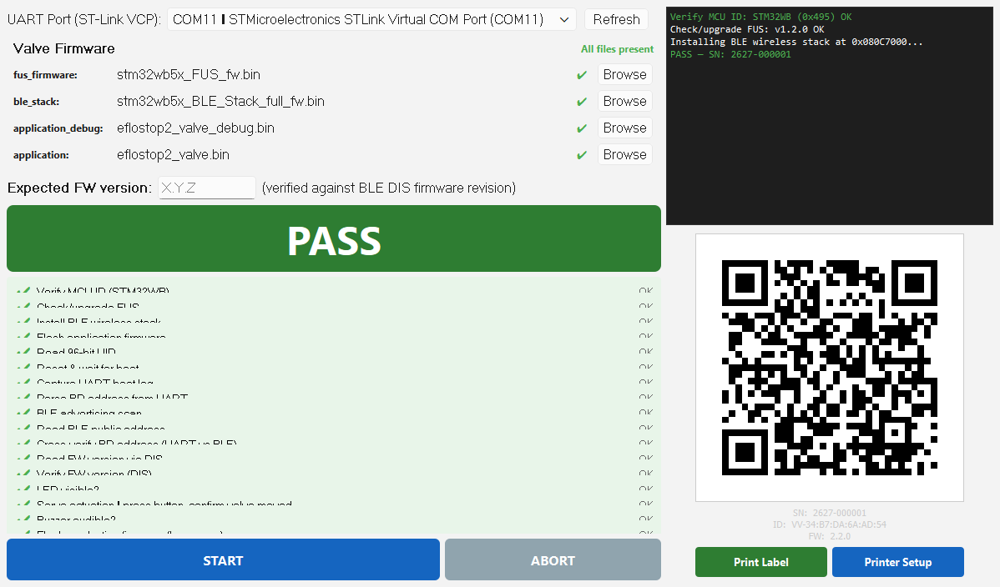 UART Port (ST-Link VCP): COM11 | STMicroelectronics STLink Virtual COM Port (COM11) Refresh
Valve Firmware All files present
fus_firmware: stm32wb5x_FUS_fw.bin ✔ Browse
ble_stack: stm32wb5x_BLE_Stack_full_fw.bin ✔ Browse
application_debug: eflostop2_valve_debug.bin ✔ Browse
application: eflostop2_valve.bin ✔ Browse
Expected FW version: X.Y.Z (verified against BLE DIS firmware revision)
PASS
✔ Verify MCU ID (STM32WB) OK
✔ Check/upgrade FUS OK
✔ Install BLE wireless stack OK
✔ Flash application firmware OK
✔ Read 96-bit UID OK
✔ Reset & wait for boot OK
✔ Capture UART boot log OK
✔ Parse BD address from UART OK
✔ BLE advertising scan OK
✔ Read BLE public address OK
✔ Cross-verify BD address (UART vs BLE) OK
✔ Read FW version via DIS OK
✔ Verify FW version (DIS) OK
✔ LED visible? OK
✔ Servo actuation | press button, confirm valve moved OK
✔ Buzzer audible? OK
START ABORT
Verify MCU ID: STM32WB (0x495) OK
Check/upgrade FUS: v1.2.0 OK
Installing BLE wireless stack at 0x080C7000...
PASS — SN: 2627-000001
SN: 2627-000001
ID: VV-34:B7:DA:6A:AD:54
FW: 2.2.0
Print Label Printer Setup